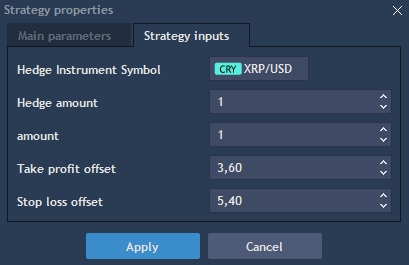 Strategy properties
Main parameters Strategy inputs
Hedge Instrument Symbol CRY XRP/USD
Hedge amount 1
amount 1
Take profit offset 3,60
Stop loss offset 5,40
Apply Cancel